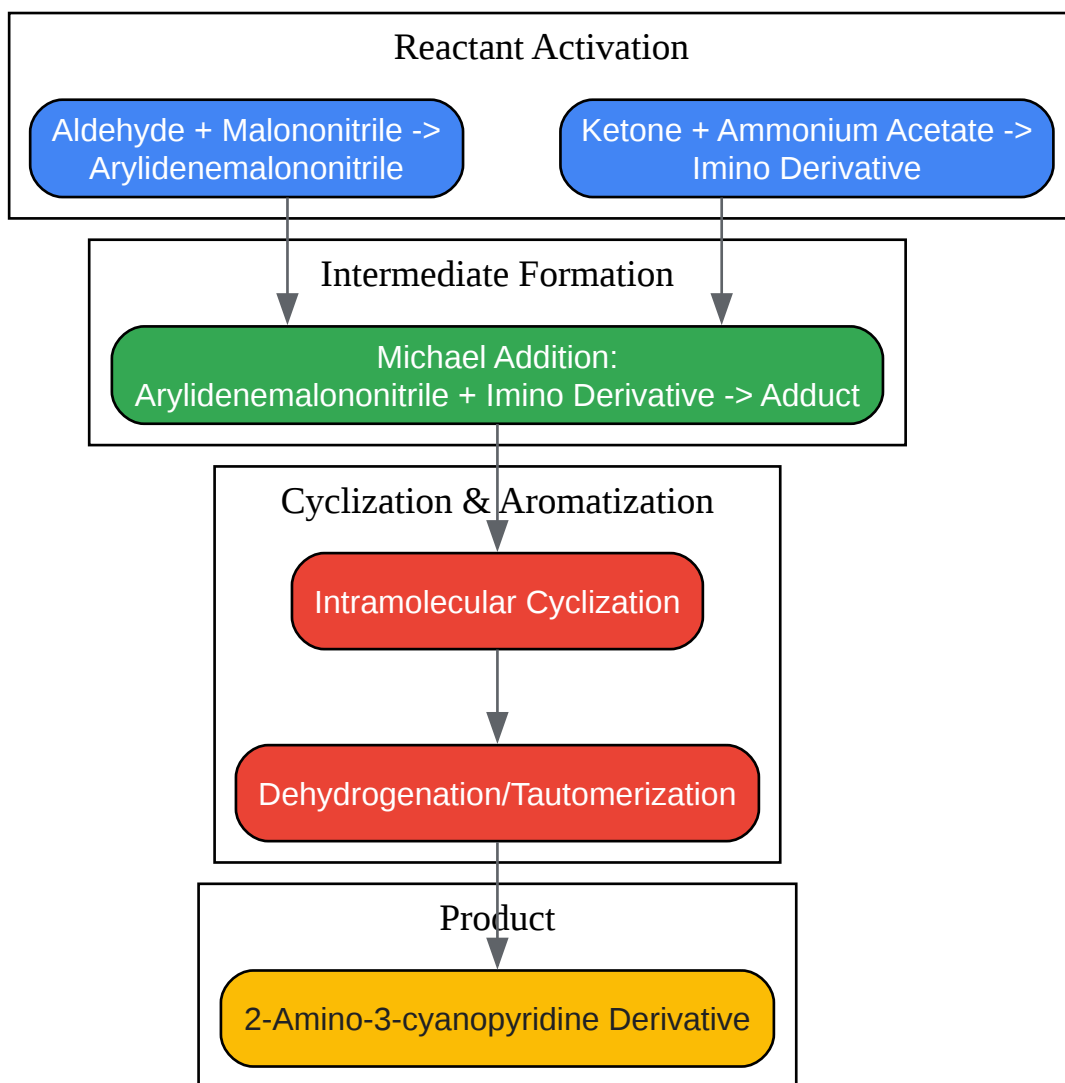 Reactant Activation
Aldehyde + Malononitrile ->
Arylidenemalononitrile
Ketone + Ammonium Acetate ->
Imino Derivative
Intermediate Formation
Michael Addition:
Arylidenemalononitrile + Imino Derivative -> Adduct
Cyclization & Aromatization
Intramolecular Cyclization
Dehydrogenation/Tautomerization
Product
2-Amino-3-cyanopyridine Derivative